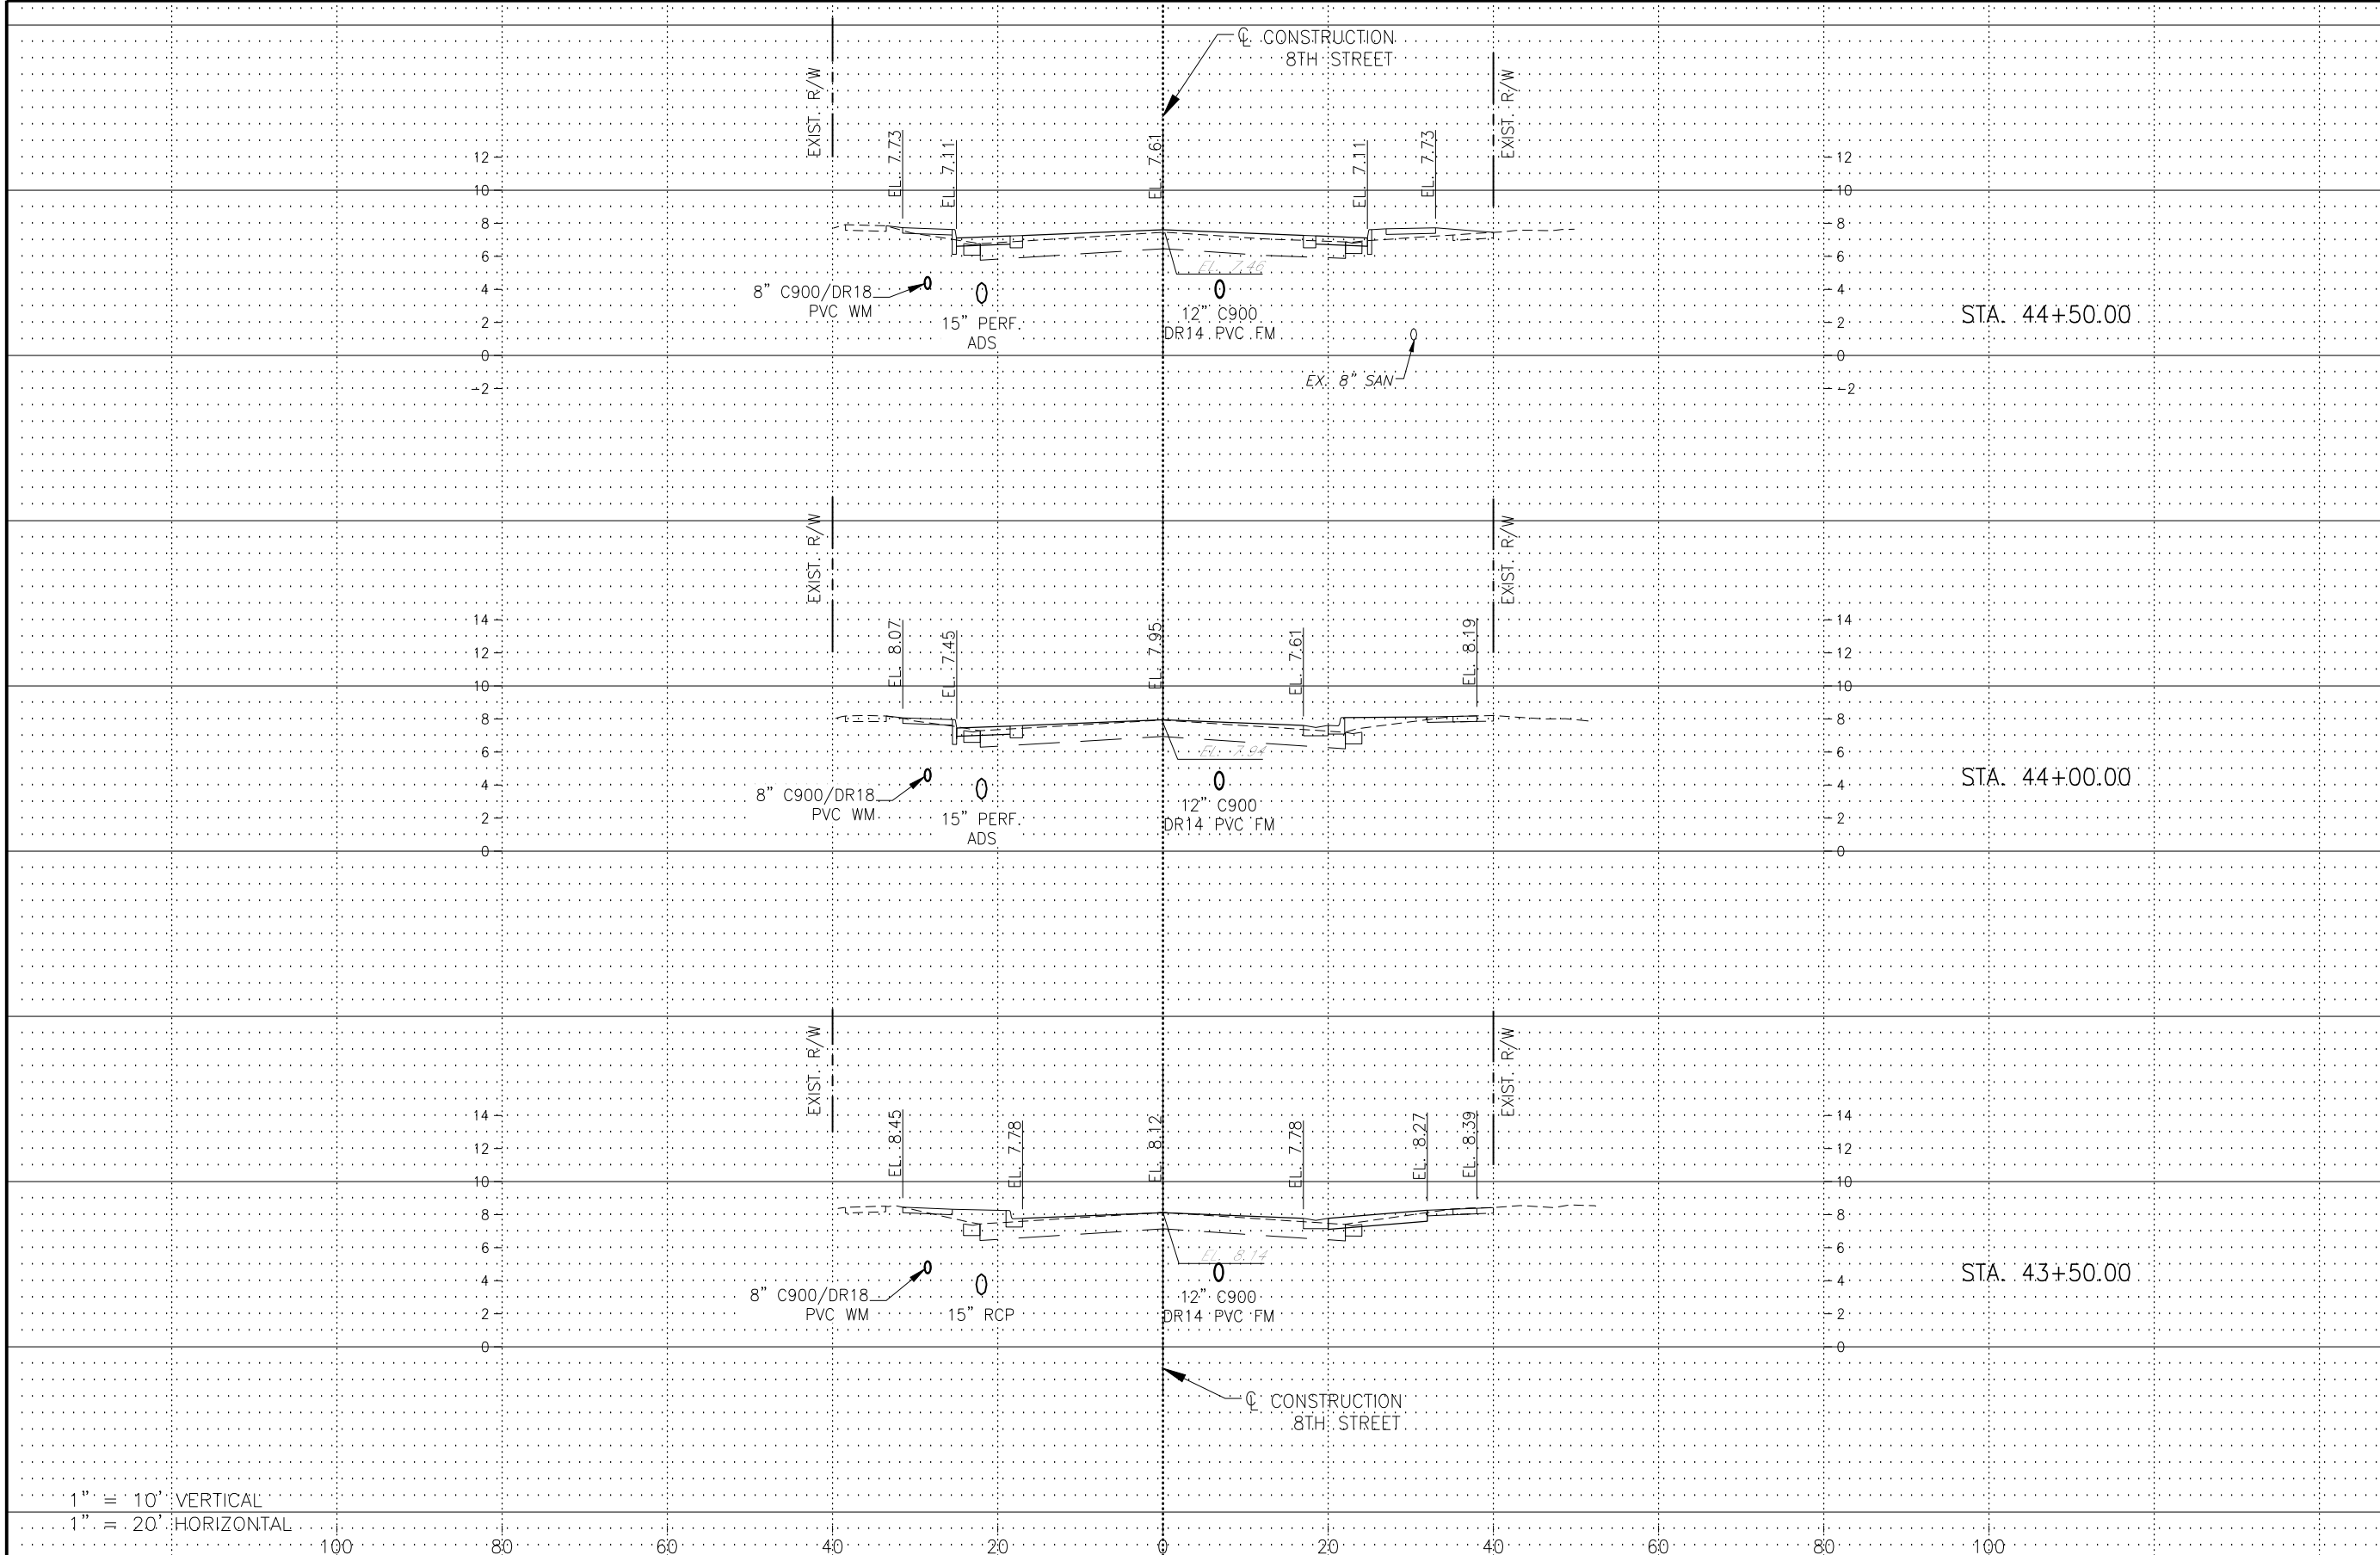 ℄ CONSTRUCTION
8TH STREET
EXIST. R/W
EXIST. R/W
EL. 7.73
EL. 7.11
EL. 7.61
EL. 7.11
EL. 7.73
12
10
8
6
4
2
0
-2
12
10
8
6
4
2
0
-2
EL. 7.46
8" C900/DR18
PVC WM
15" PERF.
ADS
12" C900
DR14 PVC FM
EX. 8" SAN
STA. 44+50.00
EXIST. R/W
EXIST. R/W
EL. 8.07
EL. 7.45
EL. 7.95
EL. 7.61
EL. 8.19
14
12
10
8
6
4
2
0
14
12
10
8
6
4
2
0
EL. 7.94
8" C900/DR18
PVC WM
15" PERF.
ADS
12" C900
DR14 PVC FM
STA. 44+00.00
EXIST. R/W
EXIST. R/W
EL. 8.45
EL. 7.78
EL. 8.12
EL. 7.78
EL. 8.27
EL. 8.39
14
12
10
8
6
4
2
0
14
12
10
8
6
4
2
0
EL. 8.14
8" C900/DR18
PVC WM
15" RCP
12" C900
DR14 PVC FM
STA. 43+50.00
℄ CONSTRUCTION
8TH STREET
1" = 10' VERTICAL
1" = 20' HORIZONTAL
100 80 60 40 20 0 20 40 60 80 100